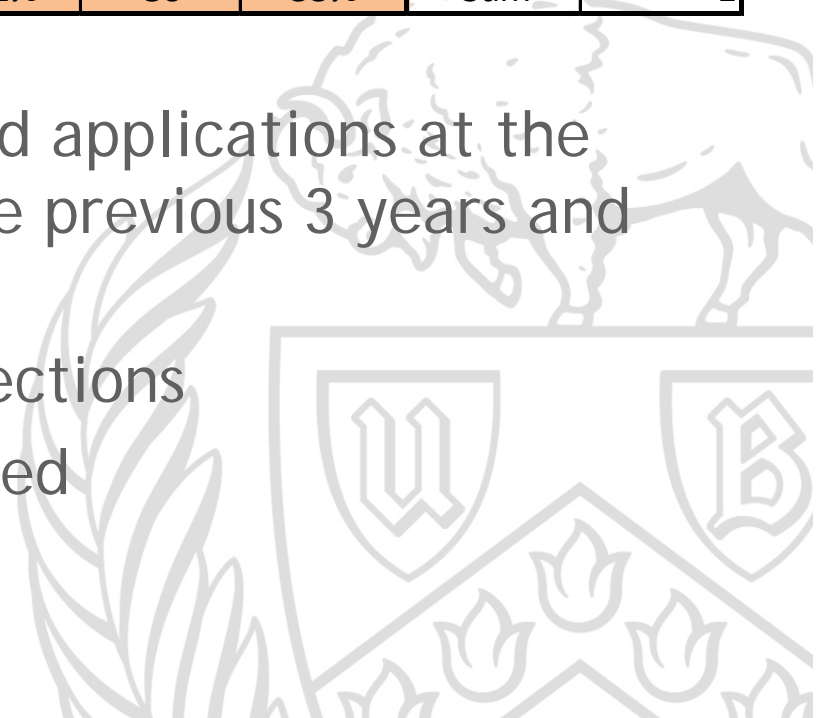 d applications at the
e previous 3 years and
ections
ed
U B